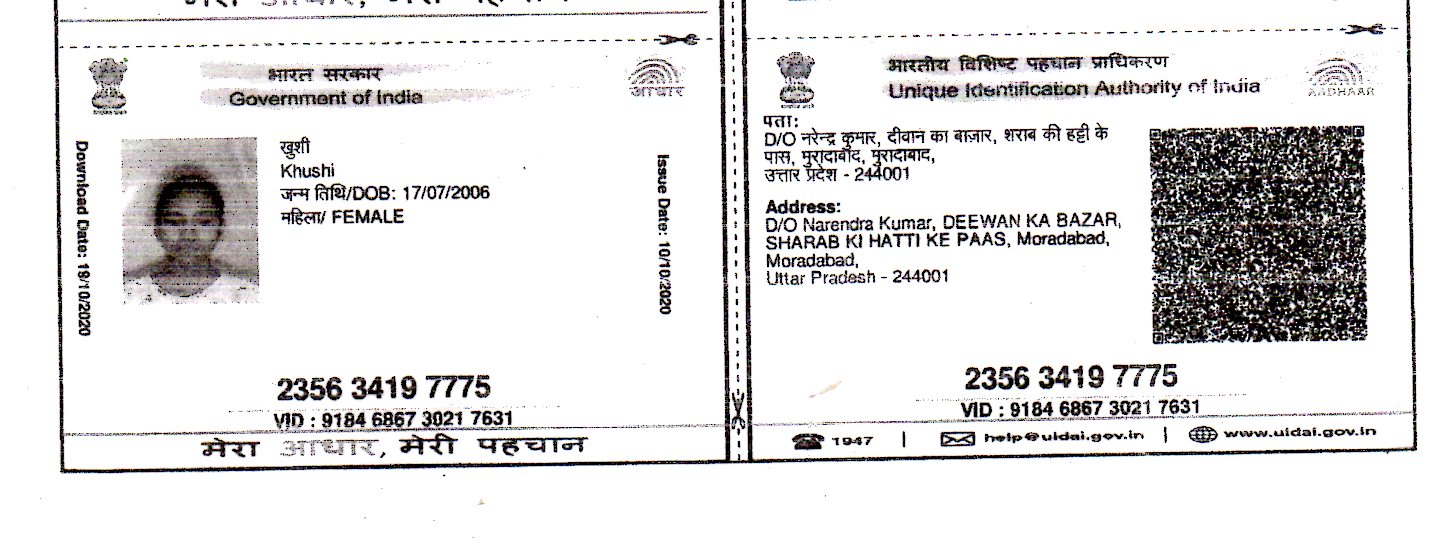 मेरा आधार, मेरी पहचान
भारत सरकार
Government of India
आधार
Download Date: 18/10/2020
खुशी
Khushi
जन्म तिथि/DOB: 17/07/2006
महिला/ FEMALE
Issue Date: 10/10/2020
2356 3419 7775
VID : 9184 6867 3021 7631
मेरा आधार, मेरी पहचान
भारतीय विशिष्ट पहचान प्राधिकरण
Unique Identification Authority of India
AADHAAR
पता:
D/O नरेन्द्र कुमार, दीवान का बाज़ार, शराब की हट्टी के
पास, मुरादाबाद, मुरादाबाद,
उत्तर प्रदेश - 244001
Address:
D/O Narendra Kumar, DEEWAN KA BAZAR,
SHARAB KI HATTI KE PAAS, Moradabad,
Moradabad,
Uttar Pradesh - 244001
2356 3419 7775
VID : 9184 6867 3021 7631
1947 | help@uidai.gov.in | www.uidai.gov.in